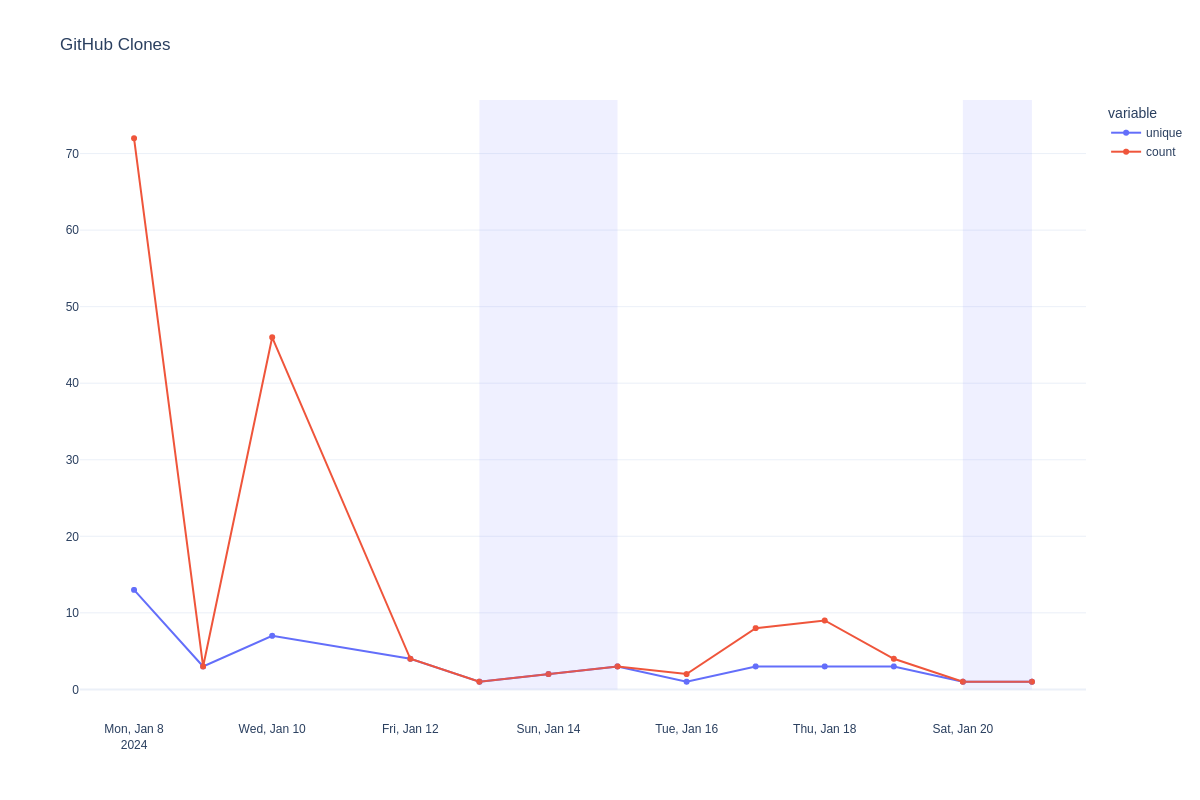 GitHub Clones
variable
unique
count
70
60
50
40
30
20
10
0
Mon, Jan 8
2024
Wed, Jan 10
Fri, Jan 12
Sun, Jan 14
Tue, Jan 16
Thu, Jan 18
Sat, Jan 20